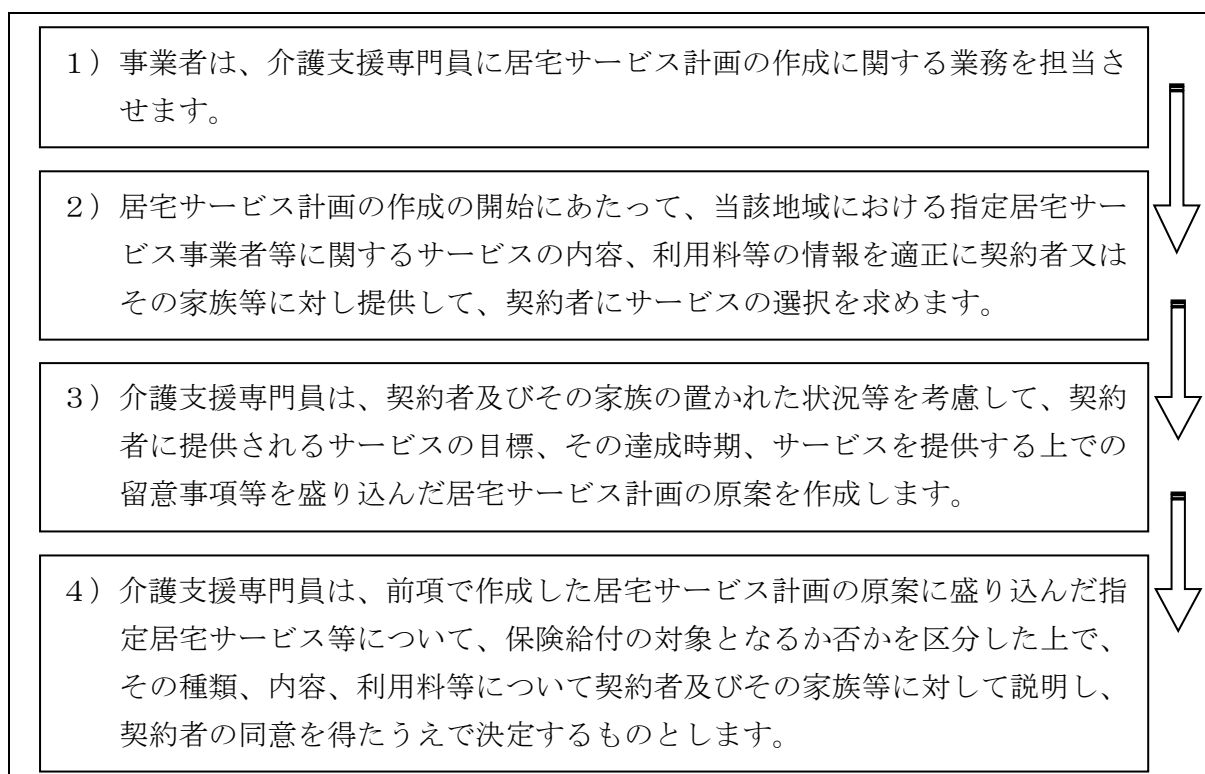 1）事業者は、介護支援専門員に居宅サービス計画の作成に関する業務を担当さ
せます。
2）居宅サービス計画の作成の開始にあたって、当該地域における指定居宅サー
ビス事業者等に関するサービスの内容、利用料等の情報を適正に契約者又は
その家族等に対し提供して、契約者にサービスの選択を求めます。
3）介護支援専門員は、契約者及びその家族の置かれた状況等を考慮して、契約
者に提供されるサービスの目標、その達成時期、サービスを提供する上での
留意事項等を盛り込んだ居宅サービス計画の原案を作成します。
4）介護支援専門員は、前項で作成した居宅サービス計画の原案に盛り込んだ指
定居宅サービス等について、保険給付の対象となるか否かを区分した上で、
その種類、内容、利用料等について契約者及びその家族等に対して説明し、
契約者の同意を得たうえで決定するものとします。